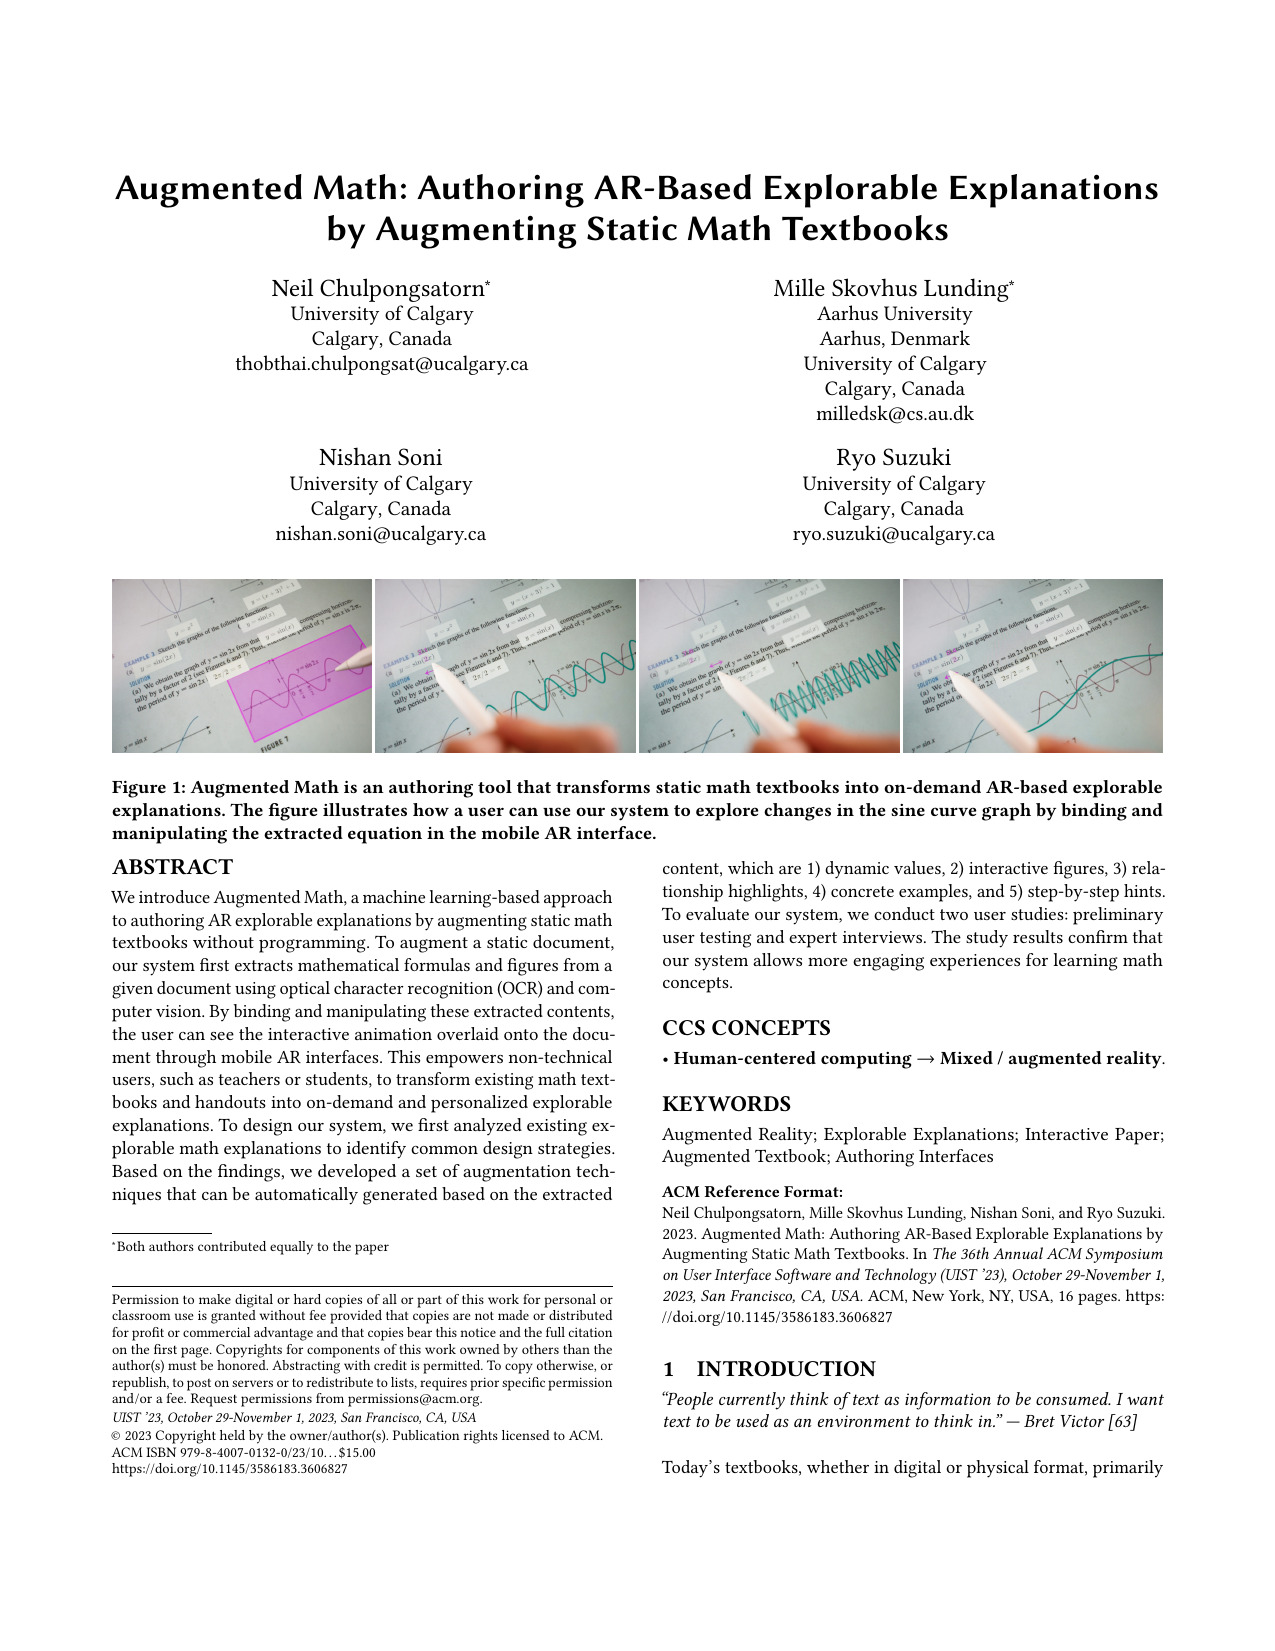 Augmented Math: Authoring AR-Based Explorable Explanations
by Augmenting Static Math Textbooks
Neil Chulpongsatorn*
University of Calgary
Calgary, Canada
thobthai.chulpongsat@ucalgary.ca
Mille Skovhus Lunding*
Aarhus University
Aarhus, Denmark
University of Calgary
Calgary, Canada
milledsk@cs.au.dk
Nishan Soni
University of Calgary
Calgary, Canada
nishan.soni@ucalgary.ca
Ryo Suzuki
University of Calgary
Calgary, Canada
ryo.suzuki@ucalgary.ca
Figure 1: Augmented Math is an authoring tool that transforms static math textbooks into on-demand AR-based explorable
explanations. The figure illustrates how a user can use our system to explore changes in the sine curve graph by binding and
manipulating the extracted equation in the mobile AR interface.
ABSTRACT
We introduce Augmented Math, a machine learning-based approach
to authoring AR explorable explanations by augmenting static math
textbooks without programming. To augment a static document,
our system first extracts mathematical formulas and figures from a
given document using optical character recognition (OCR) and com-
puter vision. By binding and manipulating these extracted contents,
the user can see the interactive animation overlaid onto the docu-
ment through mobile AR interfaces. This empowers non-technical
users, such as teachers or students, to transform existing math text-
books and handouts into on-demand and personalized explorable
explanations. To design our system, we first analyzed existing ex-
plorable math explanations to identify common design strategies.
Based on the findings, we developed a set of augmentation tech-
niques that can be automatically generated based on the extracted
*Both authors contributed equally to the paper
Permission to make digital or hard copies of all or part of this work for personal or
classroom use is granted without fee provided that copies are not made or distributed
for profit or commercial advantage and that copies bear this notice and the full citation
on the first page. Copyrights for components of this work owned by others than the
author(s) must be honored. Abstracting with credit is permitted. To copy otherwise, or
republish, to post on servers or to redistribute to lists, requires prior specific permission
and/or a fee. Request permissions from permissions@acm.org.
UIST ’23, October 29-November 1, 2023, San Francisco, CA, USA
© 2023 Copyright held by the owner/author(s). Publication rights licensed to ACM.
ACM ISBN 979-8-4007-0132-0/23/10...$15.00
https://doi.org/10.1145/3586183.3606827
content, which are 1) dynamic values, 2) interactive figures, 3) rela-
tionship highlights, 4) concrete examples, and 5) step-by-step hints.
To evaluate our system, we conduct two user studies: preliminary
user testing and expert interviews. The study results confirm that
our system allows more engaging experiences for learning math
concepts.
CCS CONCEPTS
• Human-centered computing → Mixed / augmented reality.
KEYWORDS
Augmented Reality; Explorable Explanations; Interactive Paper;
Augmented Textbook; Authoring Interfaces
ACM Reference Format:
Neil Chulpongsatorn, Mille Skovhus Lunding, Nishan Soni, and Ryo Suzuki.
2023. Augmented Math: Authoring AR-Based Explorable Explanations by
Augmenting Static Math Textbooks. In The 36th Annual ACM Symposium
on User Interface Software and Technology (UIST ’23), October 29-November 1,
2023, San Francisco, CA, USA. ACM, New York, NY, USA, 16 pages. https:
//doi.org/10.1145/3586183.3606827
1 INTRODUCTION
“People currently think of text as information to be consumed. I want
text to be used as an environment to think in.” — Bret Victor [63]
Today’s textbooks, whether in digital or physical format, primarily